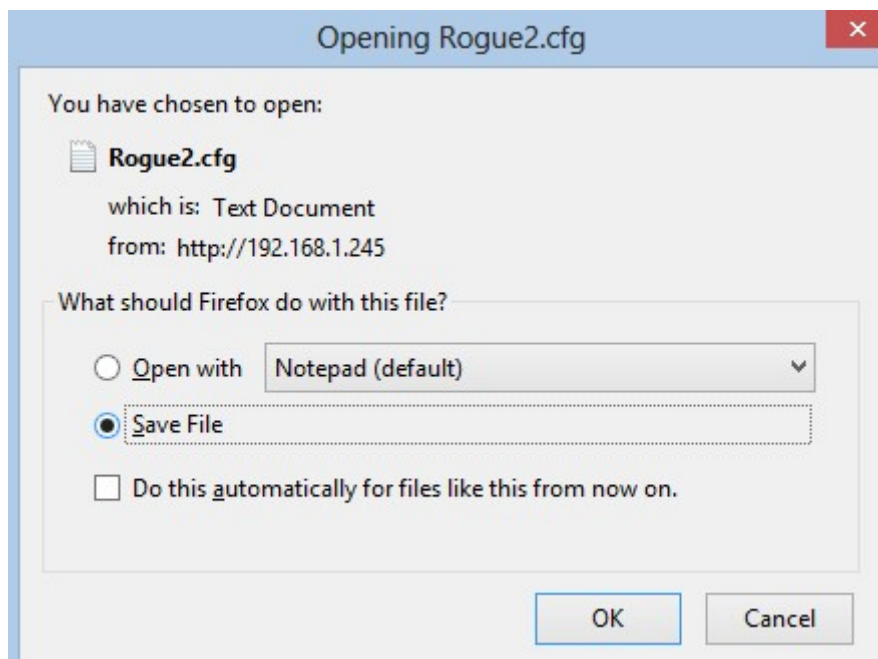 Opening Rogue2.cfg
You have chosen to open:
Rogue2.cfg
which is: Text Document
from: http://192.168.1.245
What should Firefox do with this file?
Open with Notepad (default)
Save File
Do this automatically for files like this from now on.
OK Cancel